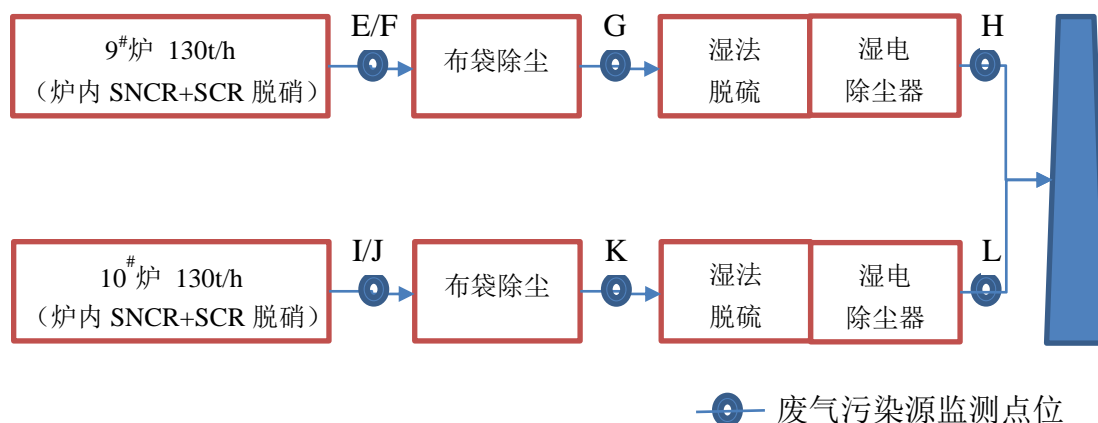 9#炉 130t/h
（炉内 SNCR+SCR 脱硝）
E/F
布袋除尘
G
湿法
脱硫
湿电
除尘器
H
10#炉 130t/h
（炉内 SNCR+SCR 脱硝）
I/J
布袋除尘
K
湿法
脱硫
湿电
除尘器
L
废气污染源监测点位